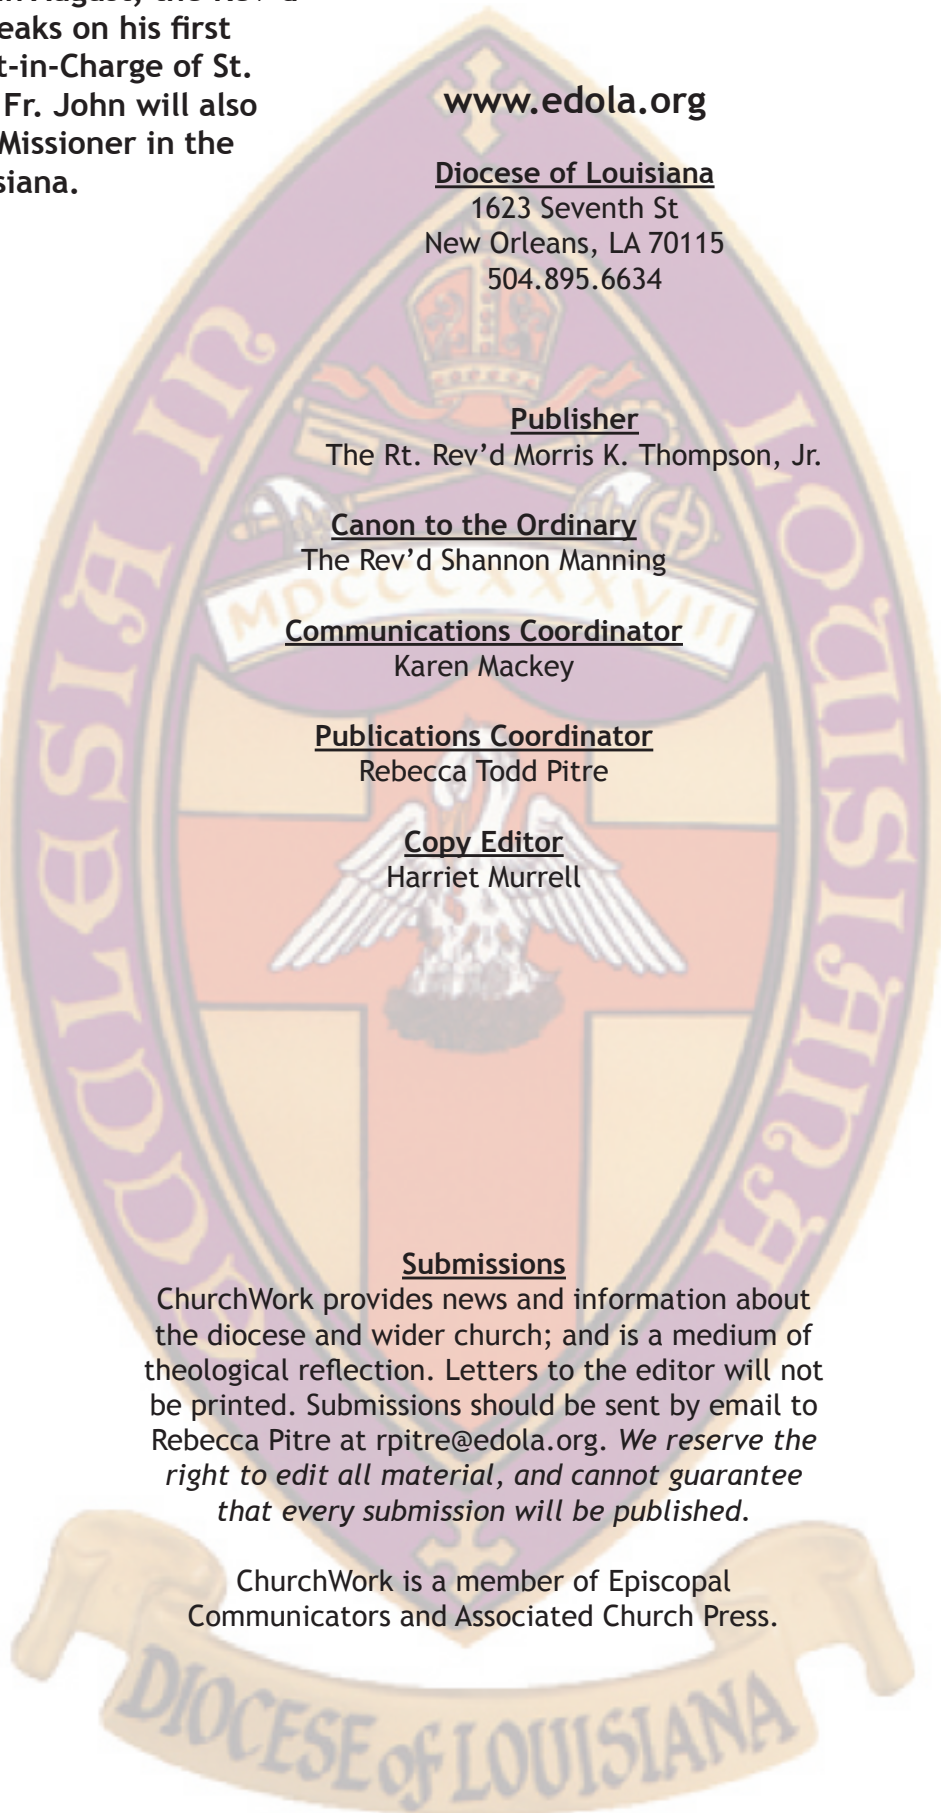 eaks on his first
t-in-Charge of St.
Fr. John will also
Missioner in the
siana.
www.edola.org
Diocese of Louisiana
1623 Seventh St
New Orleans, LA 70115
504.895.6634
Publisher
The Rt. Rev’d Morris K. Thompson, Jr.
Canon to the Ordinary
The Rev’d Shannon Manning
MDCCCXXXVIII
Communications Coordinator
Karen Mackey
Publications Coordinator
Rebecca Todd Pitre
Copy Editor
Harriet Murrell
ECCLESIA IN
LOUISIANA
Submissions
ChurchWork provides news and information about
the diocese and wider church; and is a medium of
theological reflection. Letters to the editor will not
be printed. Submissions should be sent by email to
Rebecca Pitre at rpitre@edola.org. We reserve the
right to edit all material, and cannot guarantee
that every submission will be published.
ChurchWork is a member of Episcopal
Communicators and Associated Church Press.
DIOCESE of LOUISIANA